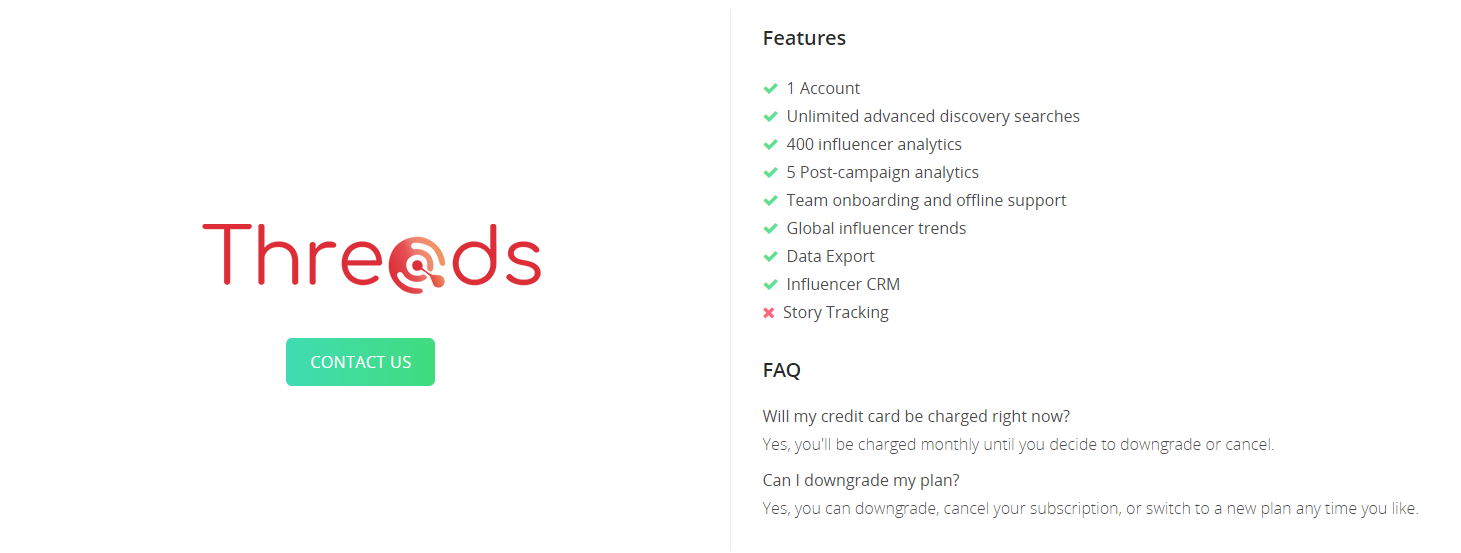 Threads
CONTACT US
Features
1 Account
Unlimited advanced discovery searches
400 influencer analytics
5 Post-campaign analytics
Team onboarding and offline support
Global influencer trends
Data Export
Influencer CRM
Story Tracking
FAQ
Will my credit card be charged right now?
Yes, you'll be charged monthly until you decide to downgrade or cancel.
Can I downgrade my plan?
Yes, you can downgrade, cancel your subscription, or switch to a new plan any time you like.